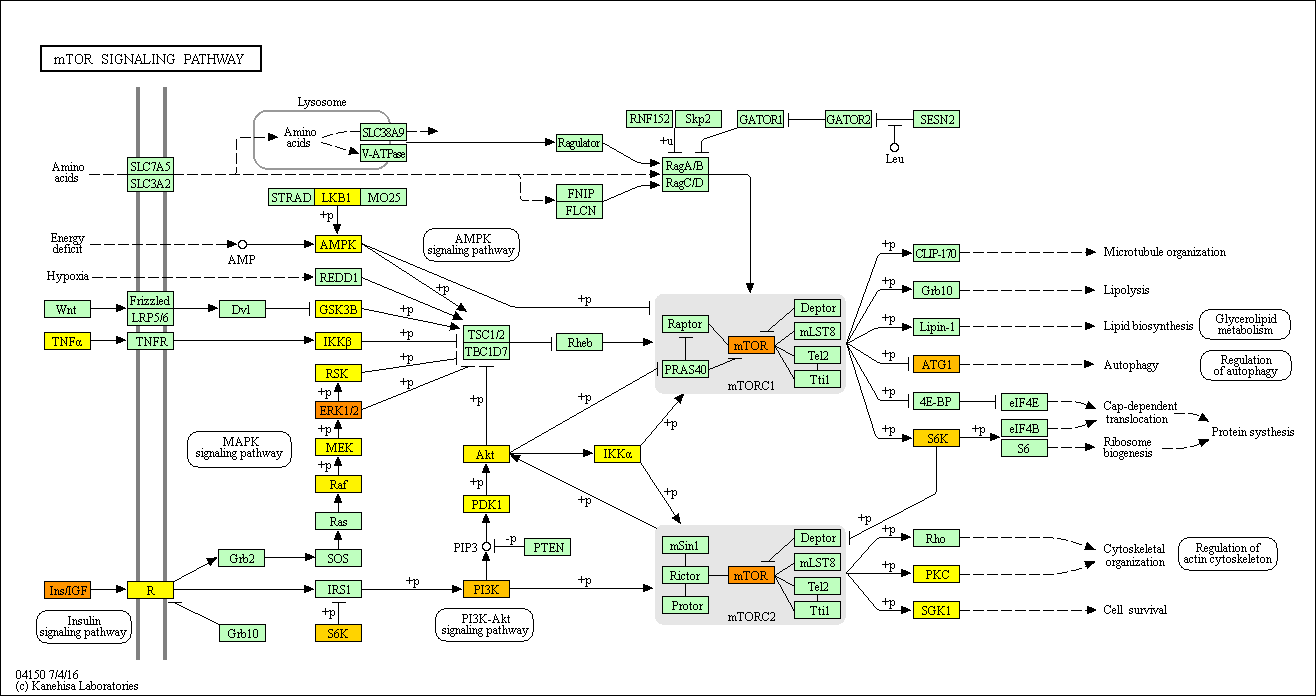 mTOR SIGNALING PATHWAY
Lysosome
Amino
acids
SLC38A9
V-ATPase
Ragulator
RNF152
Skp2
GATOR1
GATOR2
SESN2
Leu
+u
RagA/B
RagC/D
Amino
acids
SLC7A5
SLC3A2
FNIP
FLCN
STRAD
LKB1
MO25
+p
Energy
deficit
AMP
AMPK
AMPK
signaling pathway
Hypoxia
REDD1
+p
+p
Wnt
Frizzled
LRP5/6
Dvl
GSK3B
+p
TNFα
TNFR
IKKβ
+p
TSC1/2
TBC1D7
Rheb
RSK
+p
+p
ERK1/2
+p
+p
MEK
+p
Raf
Ras
MAPK
signaling pathway
Grb2
SOS
Ins/IGF
R
IRS1
+p
+p
S6K
Grb10
Insulin
signaling pathway
PI3K
PI3K-Akt
signaling pathway
PIP3
-p
PTEN
PDK1
+p
Akt
+p
+p
IKKα
+p
+p
+p
+p
Raptor
PRAS40
mTOR
Deptor
mLST8
Tel2
Tti1
mTORC1
mSin1
Rictor
Protor
mTOR
Deptor
mLST8
Tel2
Tti1
mTORC2
+p
CLIP-170
Microtubule organization
+p
Grb10
Lipolysis
+p
Lipin-1
Lipid biosynthesis
Glycerolipid
metabolism
+p
ATG1
Autophagy
Regulation
of autophagy
+p
4E-BP
eIF4E
Cap-dependent
translocation
+p
S6K
+p
eIF4B
S6
Ribosome
biogenesis
Protein systhesis
+p
+p
Rho
Cytoskeletal
organization
Regulation of
actin cytoskeleton
+p
PKC
+p
SGK1
Cell survival
04150 7/4/16
(c) Kanehisa Laboratories